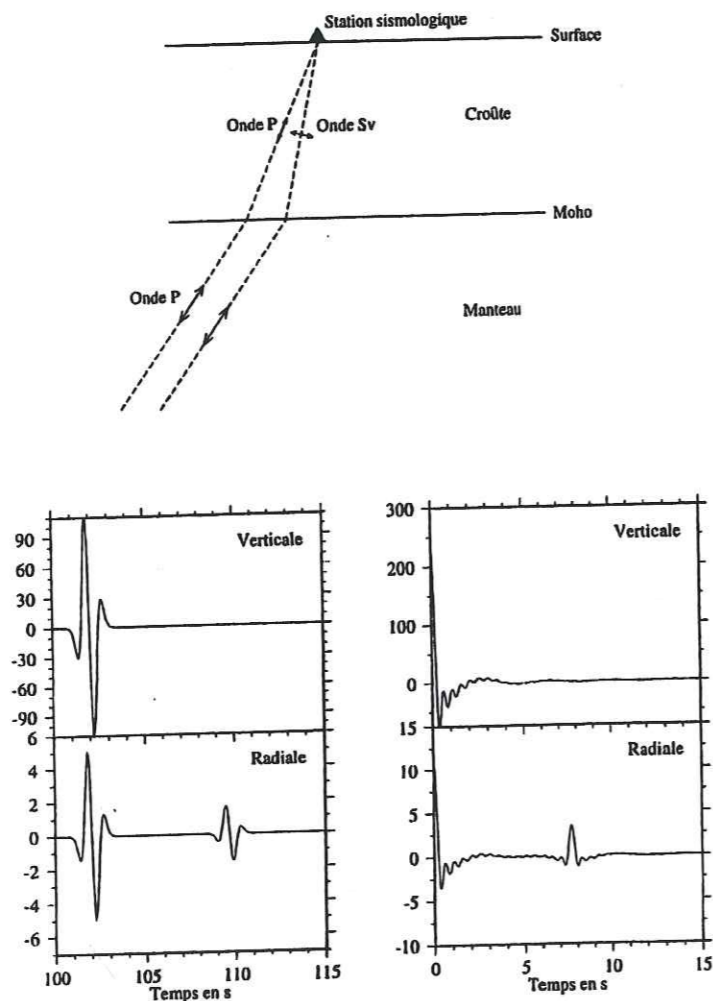 Station sismologique
Surface
Onde P
Onde Sv
Croûte
Moho
Onde P
Manteau
90
60
30
0
-30
-60
-90
Verticale
6
4
2
0
-2
-4
-6
Radiale
100
105
110
115
Temps en s
300
200
100
0
Verticale
15
10
5
0
-5
-10
Radiale
0
5
10
15
Temps en s